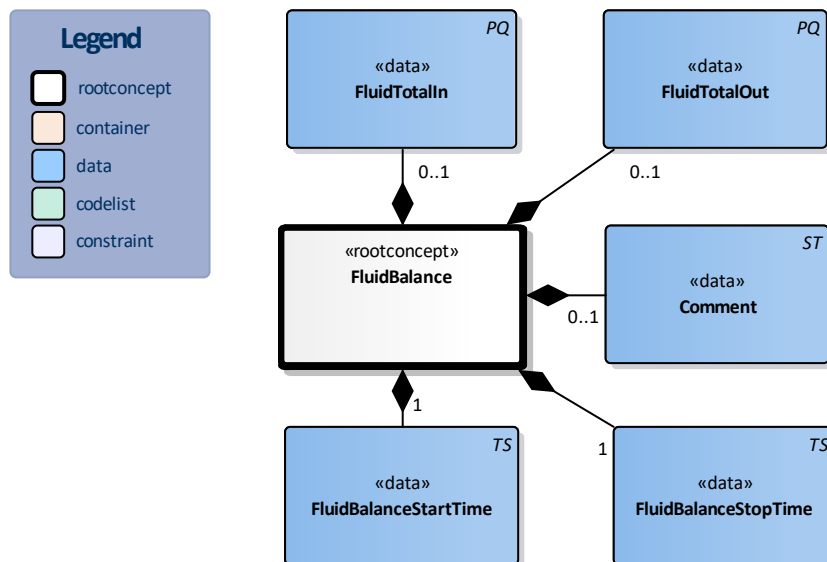 Legend
rootconcept
container
data
codelist
constraint
PQ
«data»
FluidTotalIn
PQ
«data»
FluidTotalOut
0..1
0..1
«rootconcept»
FluidBalance
ST
«data»
Comment
0..1
1
1
TS
«data»
FluidBalanceStartTime
TS
«data»
FluidBalanceStopTime